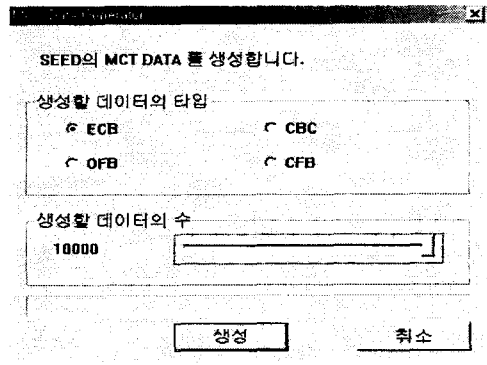 SEED의 MCT DATA 를 생성합니다.
생성할 데이터의 타입
ECB
CBC
OFB
CFB
생성할 데이터의 수
10000
생성
취소